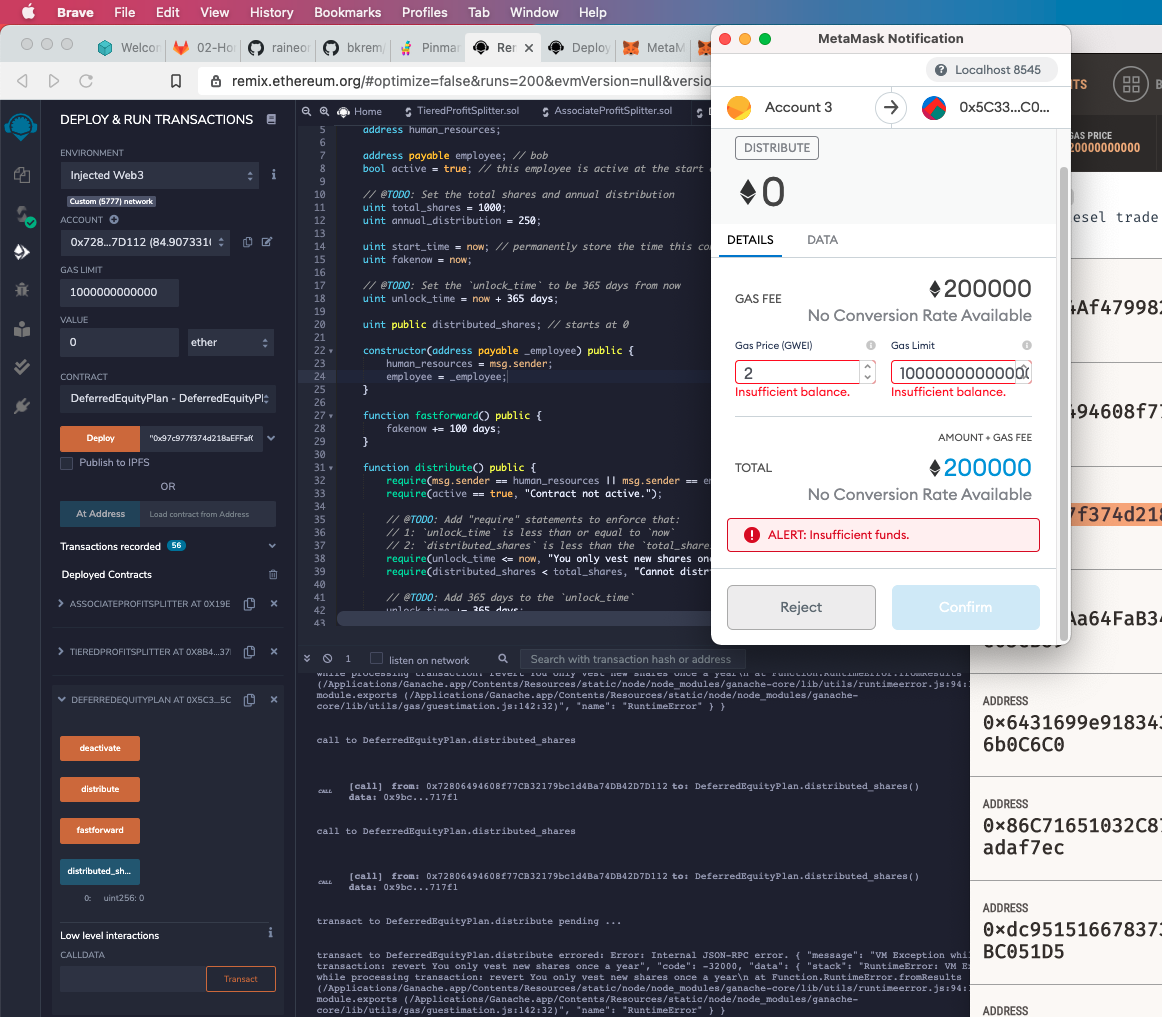 Brave File Edit View History Bookmarks Profiles Tab Window Help
Welcor
02-Ho
raineor
bkrem/
Pinmar
Rer
Deploy
MetaM
remix.ethereum.org/#optimize=false&runs=200&evmVersion=null&versio
DEPLOY & RUN TRANSACTIONS
ENVIRONMENT
Injected Web3
Custom (5777) network
ACCOUNT
0x728...7D112 (84.9073316
GAS LIMIT
1000000000000
VALUE
0
ether
CONTRACT
DeferredEquityPlan - DeferredEquityPl
Deploy
"0x97c977f374d218aEFFaf0
Publish to IPFS
OR
At Address
Load contract from Address
Transactions recorded 56
Deployed Contracts
ASSOCIATEPROFITSPLITTER AT 0X19E
TIEREDPROFITSPLITTER AT 0X8B4...37
DEFERREDEQUITYPLAN AT 0X5C3...5C
deactivate
distribute
fastforward
distributed_sh...
0: uint256: 0
Low level interactions
CALLDATA
Transact
Home
TieredProfitSplitter.sol
AssociateProfitSplitter.sol
5 address human_resources;
6
7 address payable employee; // bob
8 bool active = true; // this employee is active at the start
9
10 // @TODO: Set the total shares and annual distribution
11 uint total_shares = 1000;
12 uint annual_distribution = 250;
13
14 uint start_time = now; // permanently store the time this co
15 uint fakenow = now;
16
17 // @TODO: Set the `unlock_time` to be 365 days from now
18 uint unlock_time = now + 365 days;
19
20 uint public distributed_shares; // starts at 0
21
22 constructor(address payable _employee) public {
23 human_resources = msg.sender;
24 employee = _employee;
25 }
26
27 function fastforward() public {
28 fakenow += 100 days;
29 }
30
31 function distribute() public {
32 require(msg.sender == human_resources || msg.sender == em
33 require(active == true, "Contract not active.");
34
35 // @TODO: Add "require" statements to enforce that:
36 // 1: `unlock_time` is less than or equal to `now`
37 // 2: `distributed_shares` is less than the `total_share
38 require(unlock_time <= now, "You only vest new shares onc
39 require(distributed_shares < total_shares, "Cannot distr
40
41 // @TODO: Add 365 days to the `unlock_time`
42 unlock_time += 365 days;
43
1
listen on network
Search with transaction hash or address
while processing transaction: revert You only vest new shares once a year\n at Function.RuntimeError.fromResults
(/Applications/Ganache.app/Contents/Resources/static/node/node_modules/ganache-core/lib/utils/runtimeerror.js:94:1
module.exports (/Applications/Ganache.app/Contents/Resources/static/node/node_modules/ganache-
core/lib/utils/gas/guestimation.js:142:32)", "name": "RuntimeError" } }
call to DeferredEquityPlan.distributed_shares
CALL [call] from: 0x72806494608f77CB32179bc1d4Ba74DB42D7D112 to: DeferredEquityPlan.distributed_shares()
data: 0x9bc...717f1
call to DeferredEquityPlan.distributed_shares
CALL [call] from: 0x72806494608f77CB32179bc1d4Ba74DB42D7D112 to: DeferredEquityPlan.distributed_shares()
data: 0x9bc...717f1
transact to DeferredEquityPlan.distribute pending ...
transact to DeferredEquityPlan.distribute errored: Error: Internal JSON-RPC error. { "message": "VM Exception whil
transaction: revert You only vest new shares once a year", "code": -32000, "data": { "stack": "RuntimeError: VM Ex
while processing transaction: revert You only vest new shares once a year\n at Function.RuntimeError.fromResults
(/Applications/Ganache.app/Contents/Resources/static/node/node_modules/ganache-core/lib/utils/runtimeerror.js:94:1
module.exports (/Applications/Ganache.app/Contents/Resources/static/node/node_modules/ganache-
core/lib/utils/gas/guestimation.js:142:32)", "name": "RuntimeError" } }
MetaMask Notification
Localhost 8545
Account 3
0x5C33...C0...
DISTRIBUTE
0
DETAILS
DATA
GAS FEE
200000
No Conversion Rate Available
Gas Price (GWEI)
Gas Limit
2
Insufficient balance.
Insufficient balance.
AMOUNT + GAS FEE
TOTAL
200000
No Conversion Rate Available
ALERT: Insufficient funds.
Reject
Confirm
TS
GAS PRICE
20000000000
esel trade
4Af479982
494608f77
7f374d218
Aa64FaB34
ADDRESS
0×6431699e918343
6b0C6C0
ADDRESS
0×86C71651032C87
adaf7ec
ADDRESS
0×dc951516678373
BC051D5
ADDRESS